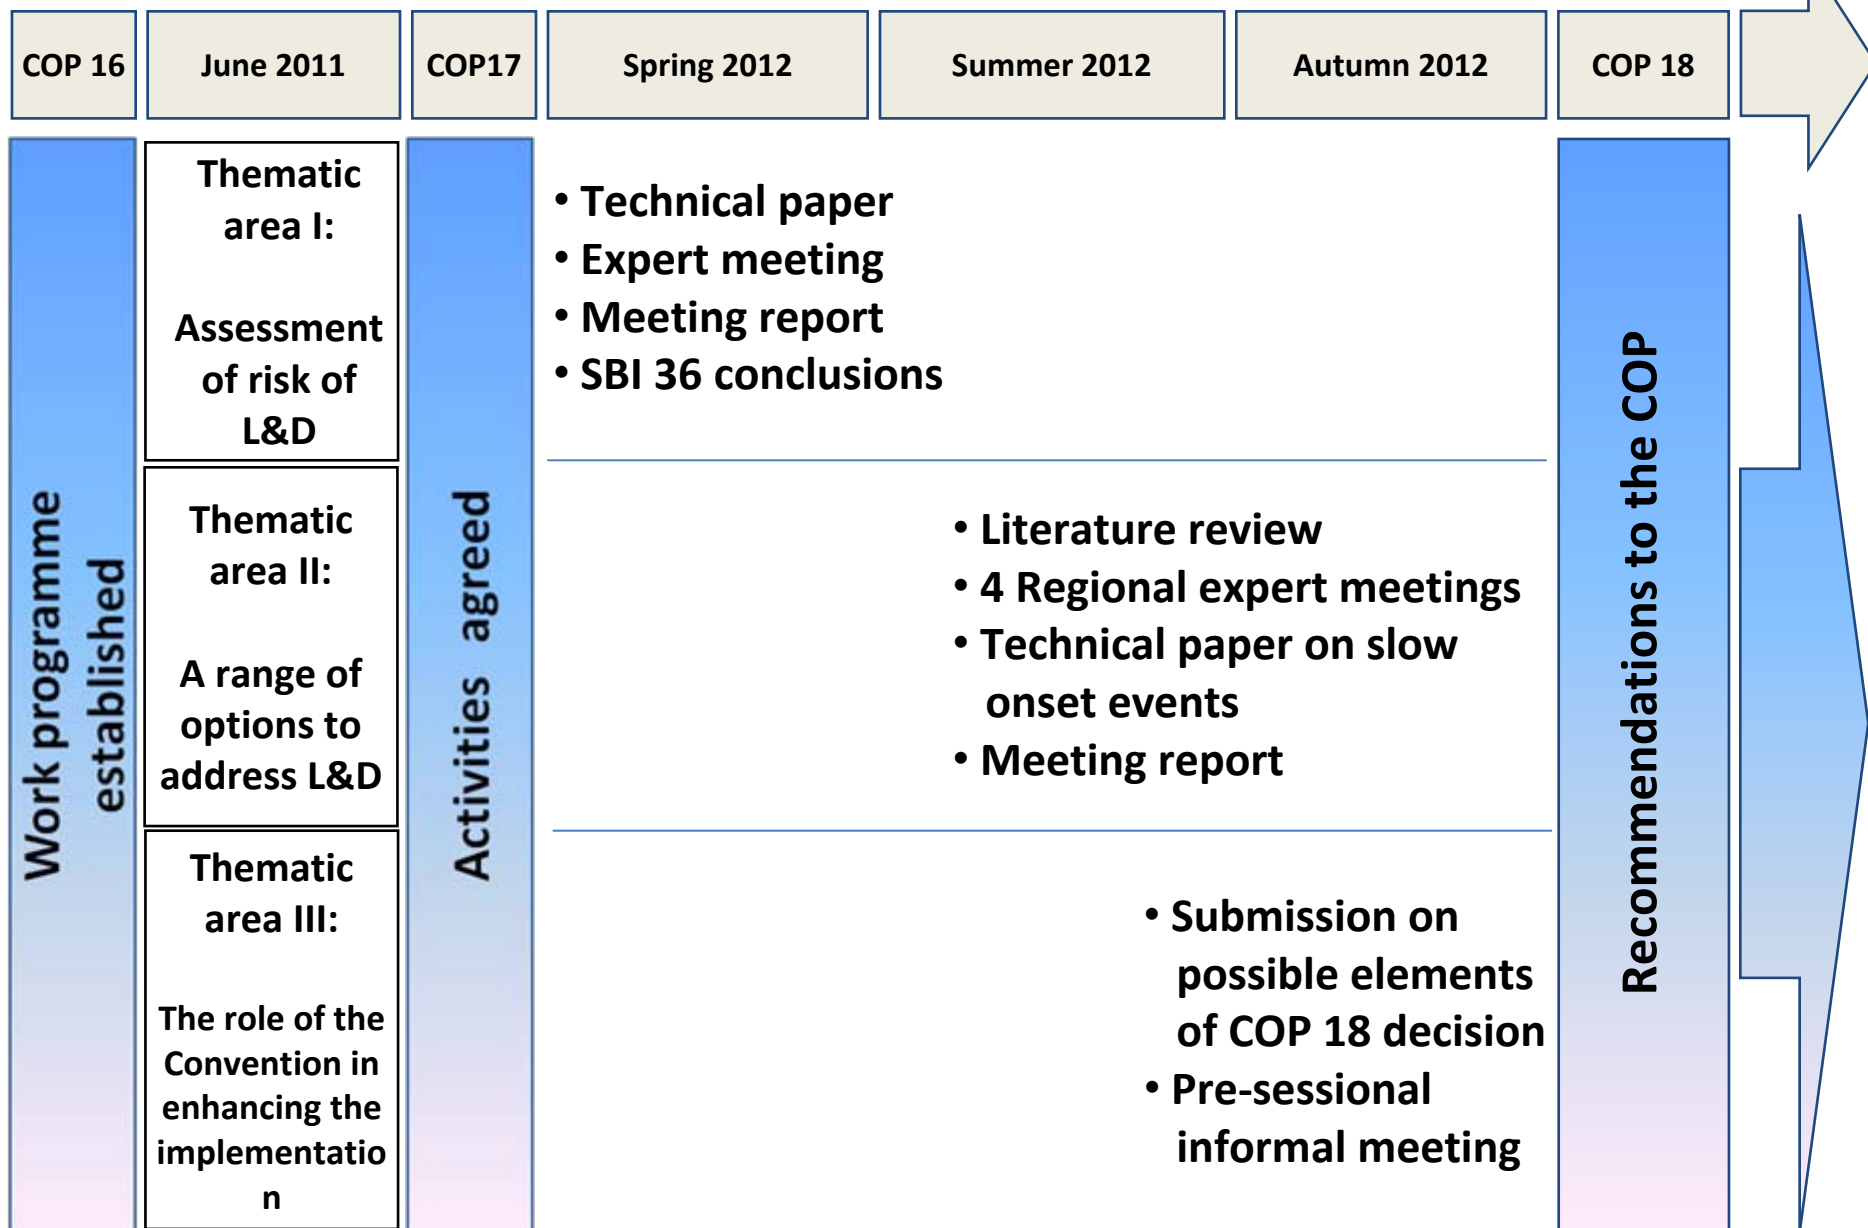 COP 16
June 2011
COP17
Spring 2012
Summer 2012
Autumn 2012
COP 18
Work programme
established
Thematic
area I:
Assessment
of risk of
L&D
Thematic
area II:
A range of
options to
address L&D
Thematic
area III:
The role of the
Convention in
enhancing the
implementatio
n
Activities agreed
• Technical paper
• Expert meeting
• Meeting report
• SBI 36 conclusions
• Literature review
• 4 Regional expert meetings
• Technical paper on slow
onset events
• Meeting report
• Submission on
possible elements
of COP 18 decision
• Pre-sessional
informal meeting
Recommendations to the COP